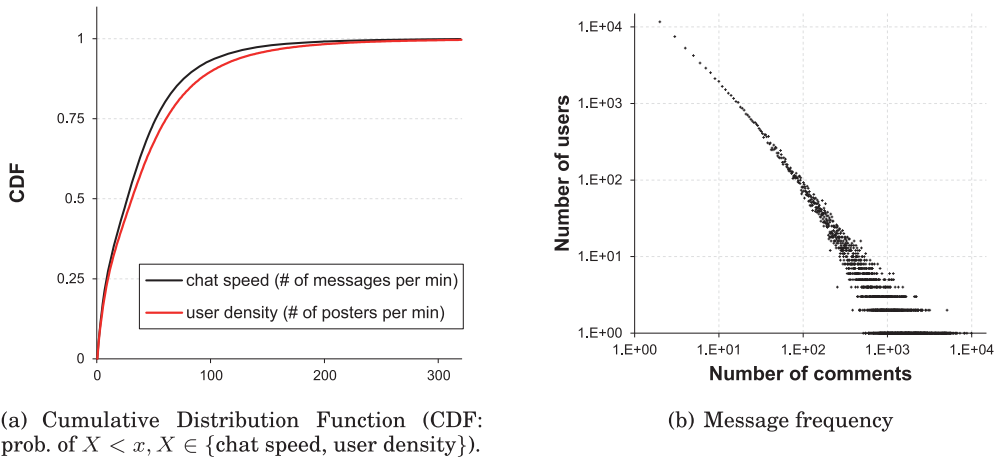 1
0.75
0.5
0.25
0
CDF
0
100
200
300
chat speed (# of messages per min)
user density (# of posters per min)
(a) Cumulative Distribution Function (CDF:
prob. of X < x, X ∈ {chat speed, user density}).
1.E+04
1.E+03
1.E+02
1.E+01
1.E+00
Number of users
1.E+00
1.E+01
1.E+02
1.E+03
1.E+04
Number of comments
(b) Message frequency